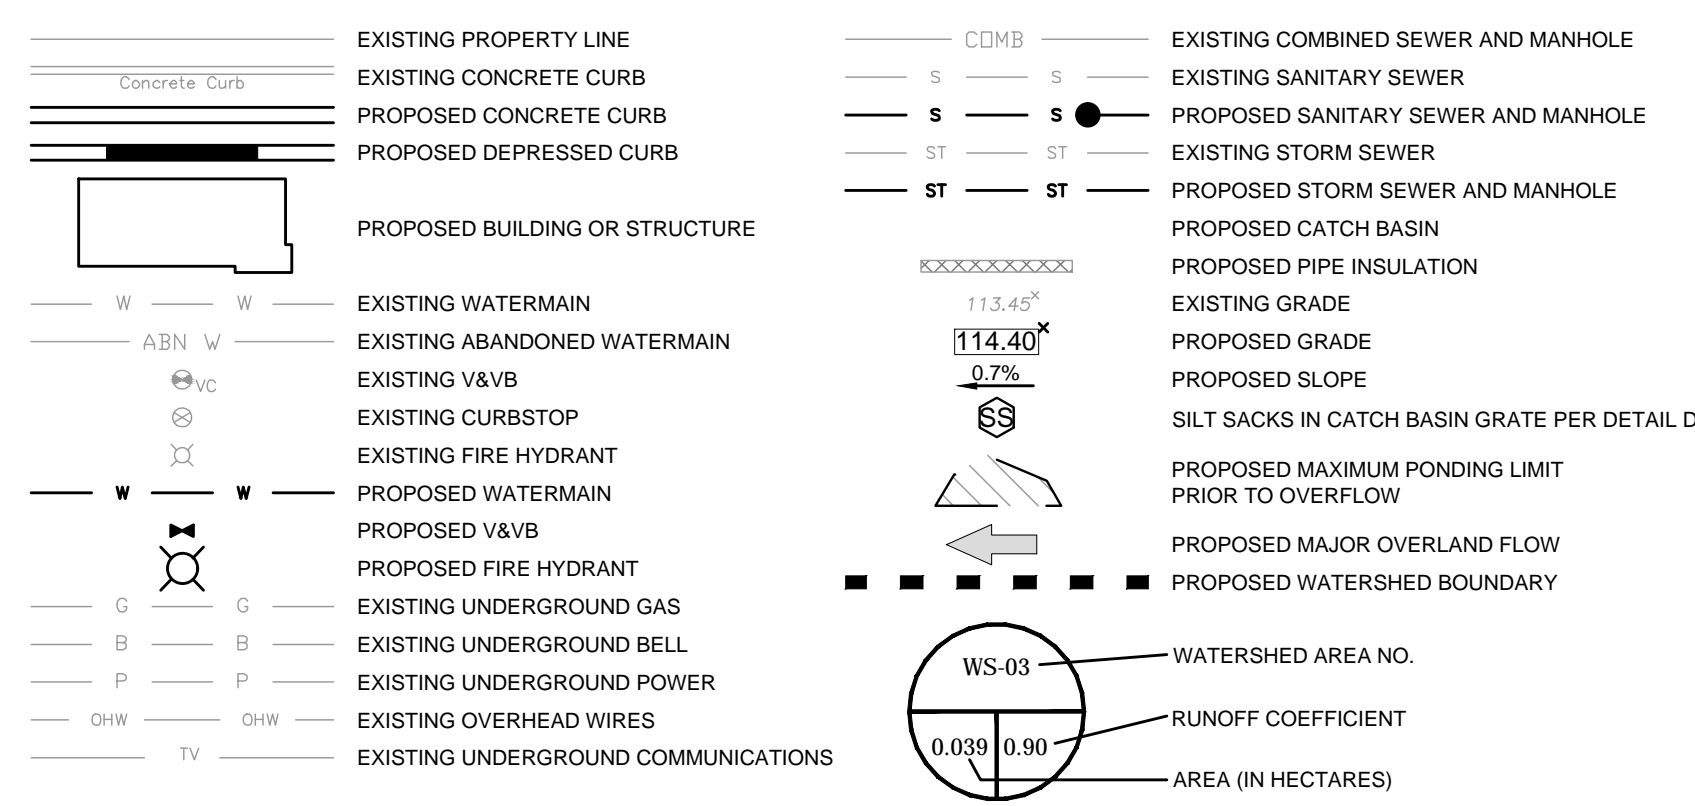 EXISTING PROPERTY LINE
Concrete Curb EXISTING CONCRETE CURB
PROPOSED CONCRETE CURB
PROPOSED DEPRESSED CURB
PROPOSED BUILDING OR STRUCTURE
W W EXISTING WATERMAIN
ABN W EXISTING ABANDONED WATERMAIN
VC EXISTING V&VB
EXISTING CURBSTOP
EXISTING FIRE HYDRANT
W W PROPOSED WATERMAIN
PROPOSED V&VB
PROPOSED FIRE HYDRANT
G G EXISTING UNDERGROUND GAS
B B EXISTING UNDERGROUND BELL
P P EXISTING UNDERGROUND POWER
OHW OHW EXISTING OVERHEAD WIRES
TV EXISTING UNDERGROUND COMMUNICATIONS
COMB EXISTING COMBINED SEWER AND MANHOLE
S S EXISTING SANITARY SEWER
S S PROPOSED SANITARY SEWER AND MANHOLE
ST ST EXISTING STORM SEWER
ST ST PROPOSED STORM SEWER AND MANHOLE
PROPOSED CATCH BASIN
PROPOSED PIPE INSULATION
113.45 EXISTING GRADE
114.40 PROPOSED GRADE
0.7% PROPOSED SLOPE
SS SILT SACKS IN CATCH BASIN GRATE PER DETAIL D
PROPOSED MAXIMUM PONDING LIMIT
PRIOR TO OVERFLOW
PROPOSED MAJOR OVERLAND FLOW
PROPOSED WATERSHED BOUNDARY
WS-03 WATERSHED AREA NO.
RUNOFF COEFFICIENT
0.039 0.90
AREA (IN HECTARES)